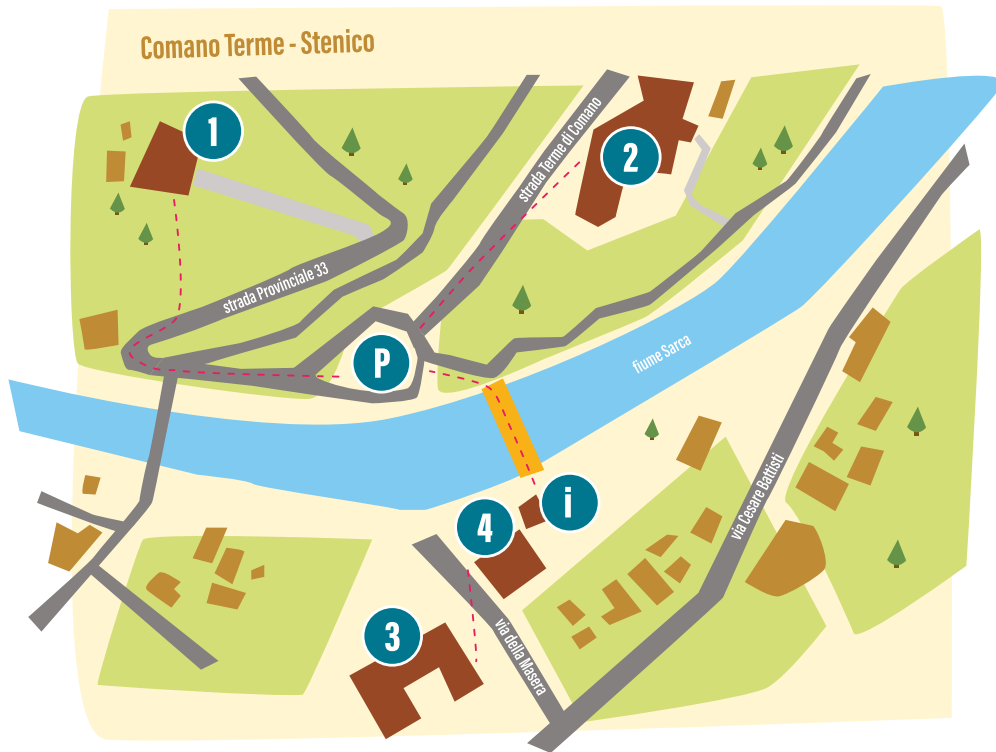 Comano Terme - Stenico
1
2
strada Terme di Comano
strada Provinciale 33
P
fiume Sarca
via Cesare Battisti
i
4
3
via della Masera